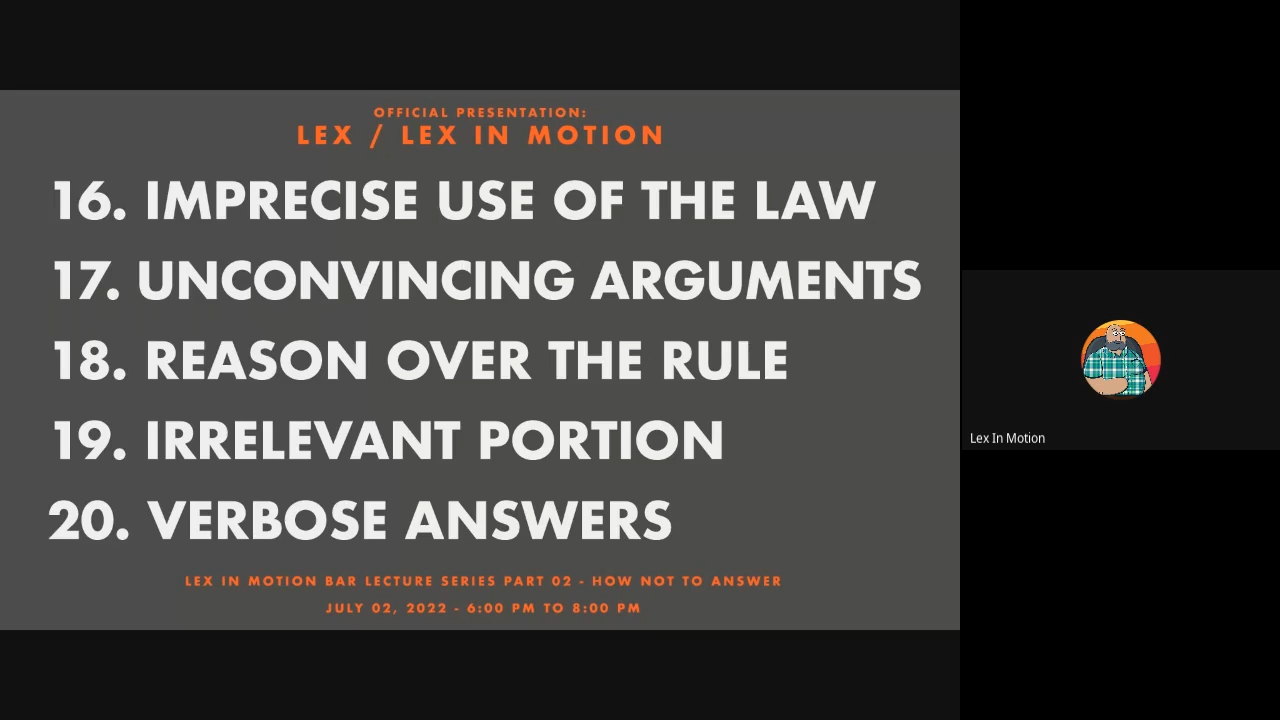 OFFICIAL PRESENTATION:
LEX / LEX IN MOTION
16. IMPRECISE USE OF THE LAW
17. UNCONVINCING ARGUMENTS
18. REASON OVER THE RULE
19. IRRELEVANT PORTION
20. VERBOSE ANSWERS
LEX IN MOTION BAR LECTURE SERIES PART 02 - HOW NOT TO ANSWER
JULY 02, 2022 - 6:00 PM TO 8:00 PM
Lex In Motion